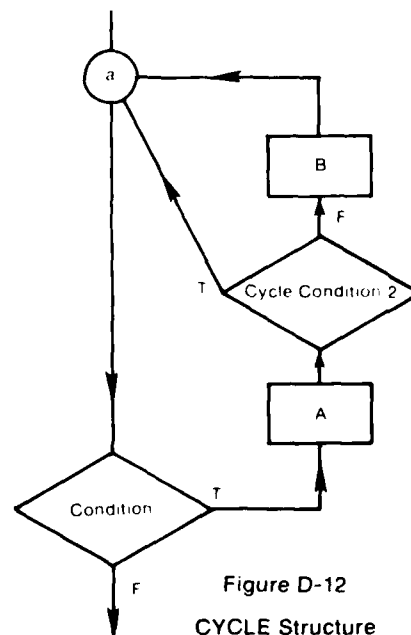 a
B
F
T
Cycle Condition 2
A
T
Condition
F
Figure D-12
CYCLE Structure